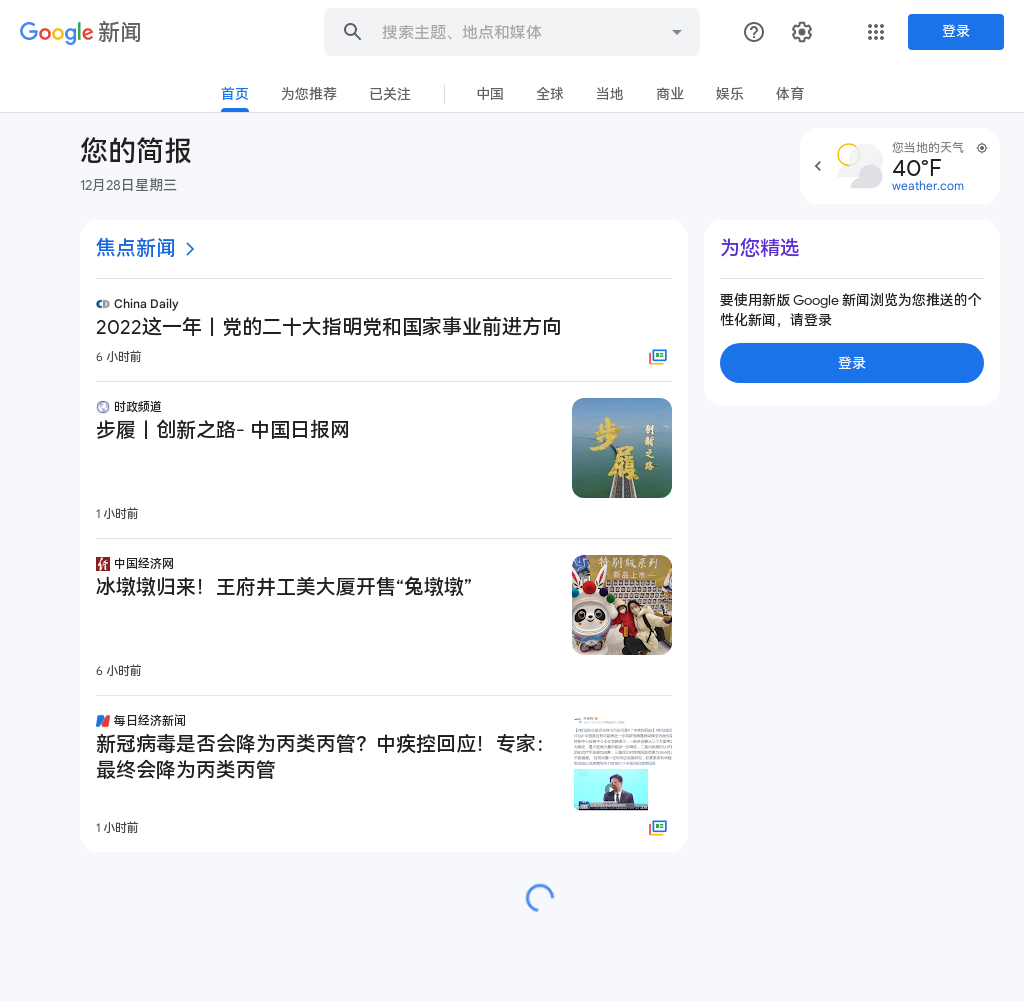 Google 新闻
搜索主题、地点和媒体
登录
首页 为您推荐 已关注 中国 全球 当地 商业 娱乐 体育
您的简报
12月28日星期三
您当地的天气
40°F
weather.com
焦点新闻
China Daily
2022这一年丨党的二十大指明党和国家事业前进方向
6 小时前
时政频道
步履丨创新之路- 中国日报网
步履
创新之路
1 小时前
中国经济网
冰墩墩归来！王府井工美大厦开售“兔墩墩”
特别版系列
新品上市
6 小时前
每日经济新闻
新冠病毒是否会降为丙类丙管？中疾控回应！专家：
最终会降为丙类丙管
1 小时前
为您精选
要使用新版 Google 新闻浏览为您推送的个
性化新闻，请登录
登录